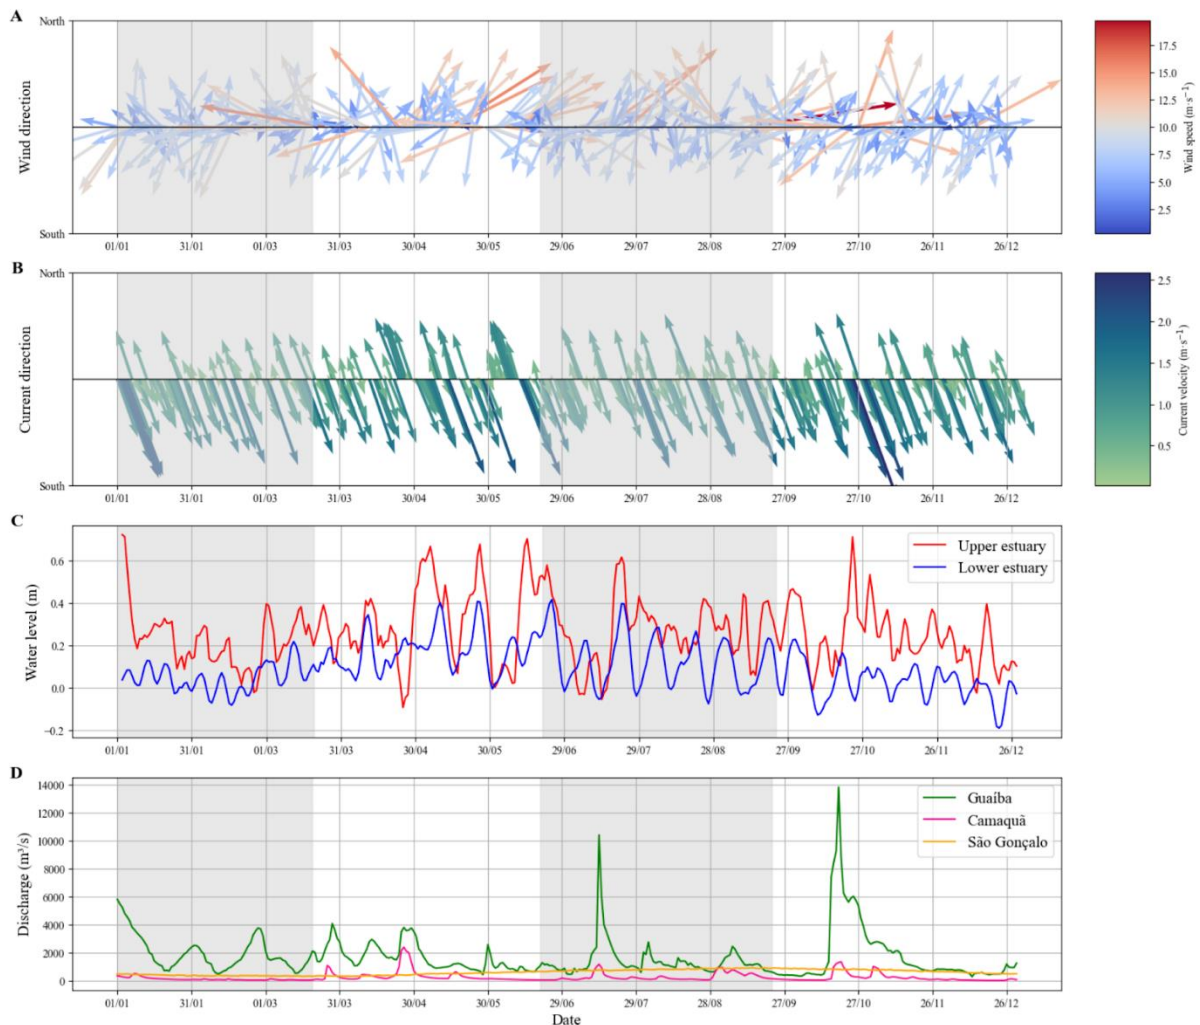 A
North
Wind direction
South
01/01 31/01 01/03 31/03 30/04 30/05 29/06 29/07 28/08 27/09 27/10 26/11 26/12
17.5
15.0
12.5
10.0
7.5
5.0
2.5
Wind speed (m·s⁻¹)
B
North
Current direction
South
01/01 31/01 01/03 31/03 30/04 30/05 29/06 29/07 28/08 27/09 27/10 26/11 26/12
2.5
2.0
1.5
1.0
0.5
Current velocity (m·s⁻¹)
C
Water level (m)
0.6
0.4
0.2
0.0
−0.2
Upper estuary
Lower estuary
01/01 31/01 01/03 31/03 30/04 30/05 29/06 29/07 28/08 27/09 27/10 26/11 26/12
D
Discharge (m³/s)
14000
12000
10000
8000
6000
4000
2000
0
Guaíba
Camaquã
São Gonçalo
01/01 31/01 01/03 31/03 30/04 30/05 29/06 29/07 28/08 27/09 27/10 26/11 26/12
Date